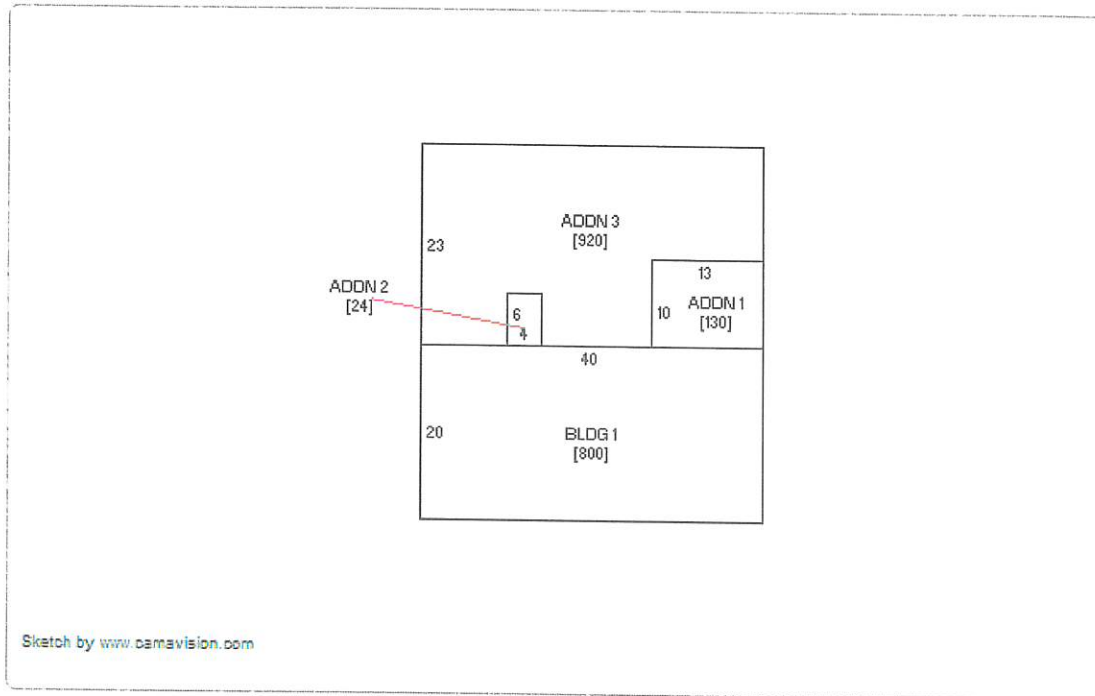 ADDN 3
[920]
23
13
ADDN 2
[24]
ADDN 1
[130]
10
6
4
40
20
BLDG 1
[800]
Sketch by www.camavision.com